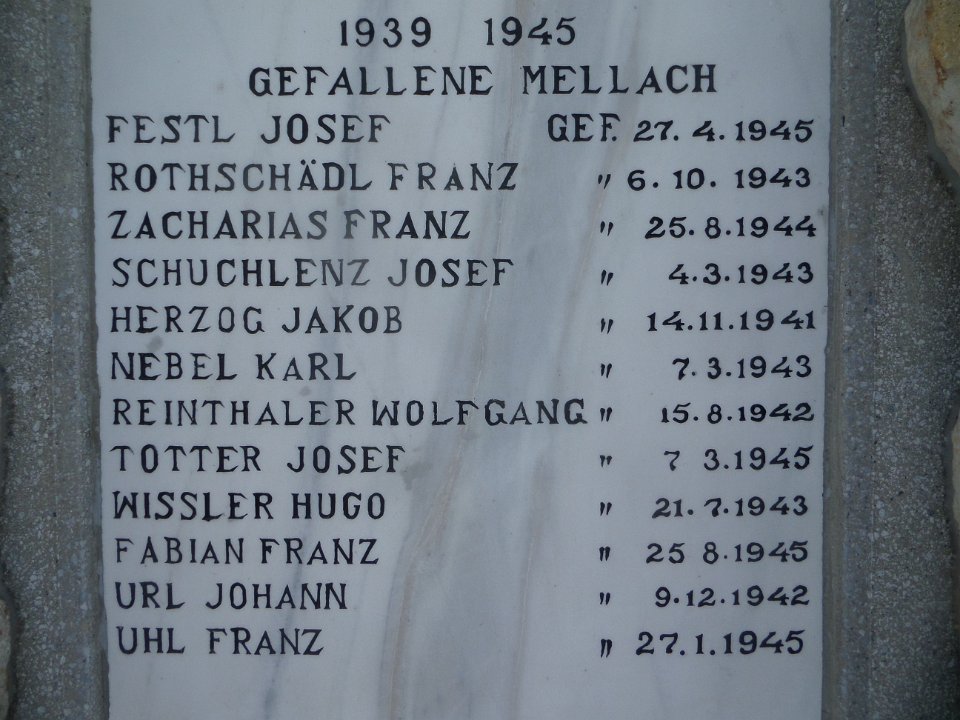 1939 1945
GEFALLENE MELLACH
FESTL JOSEF GEF. 27. 4. 1945
ROTHSCHÄDL FRANZ " 6. 10. 1943
ZACHARIAS FRANZ " 25. 8. 1944
SCHUCHLENZ JOSEF " 4.3.1943
HERZOG JAKOB " 14.11.1941
NEBEL KARL " 7.3.1943
REINTHALER WOLFGANG " 15.8.1942
TOTTER JOSEF " 7 3.1945
WISSLER HUGO " 21.7.1943
FABIAN FRANZ " 25 8.1945
URL JOHANN " 9.12.1942
UHL FRANZ " 27.1.1945